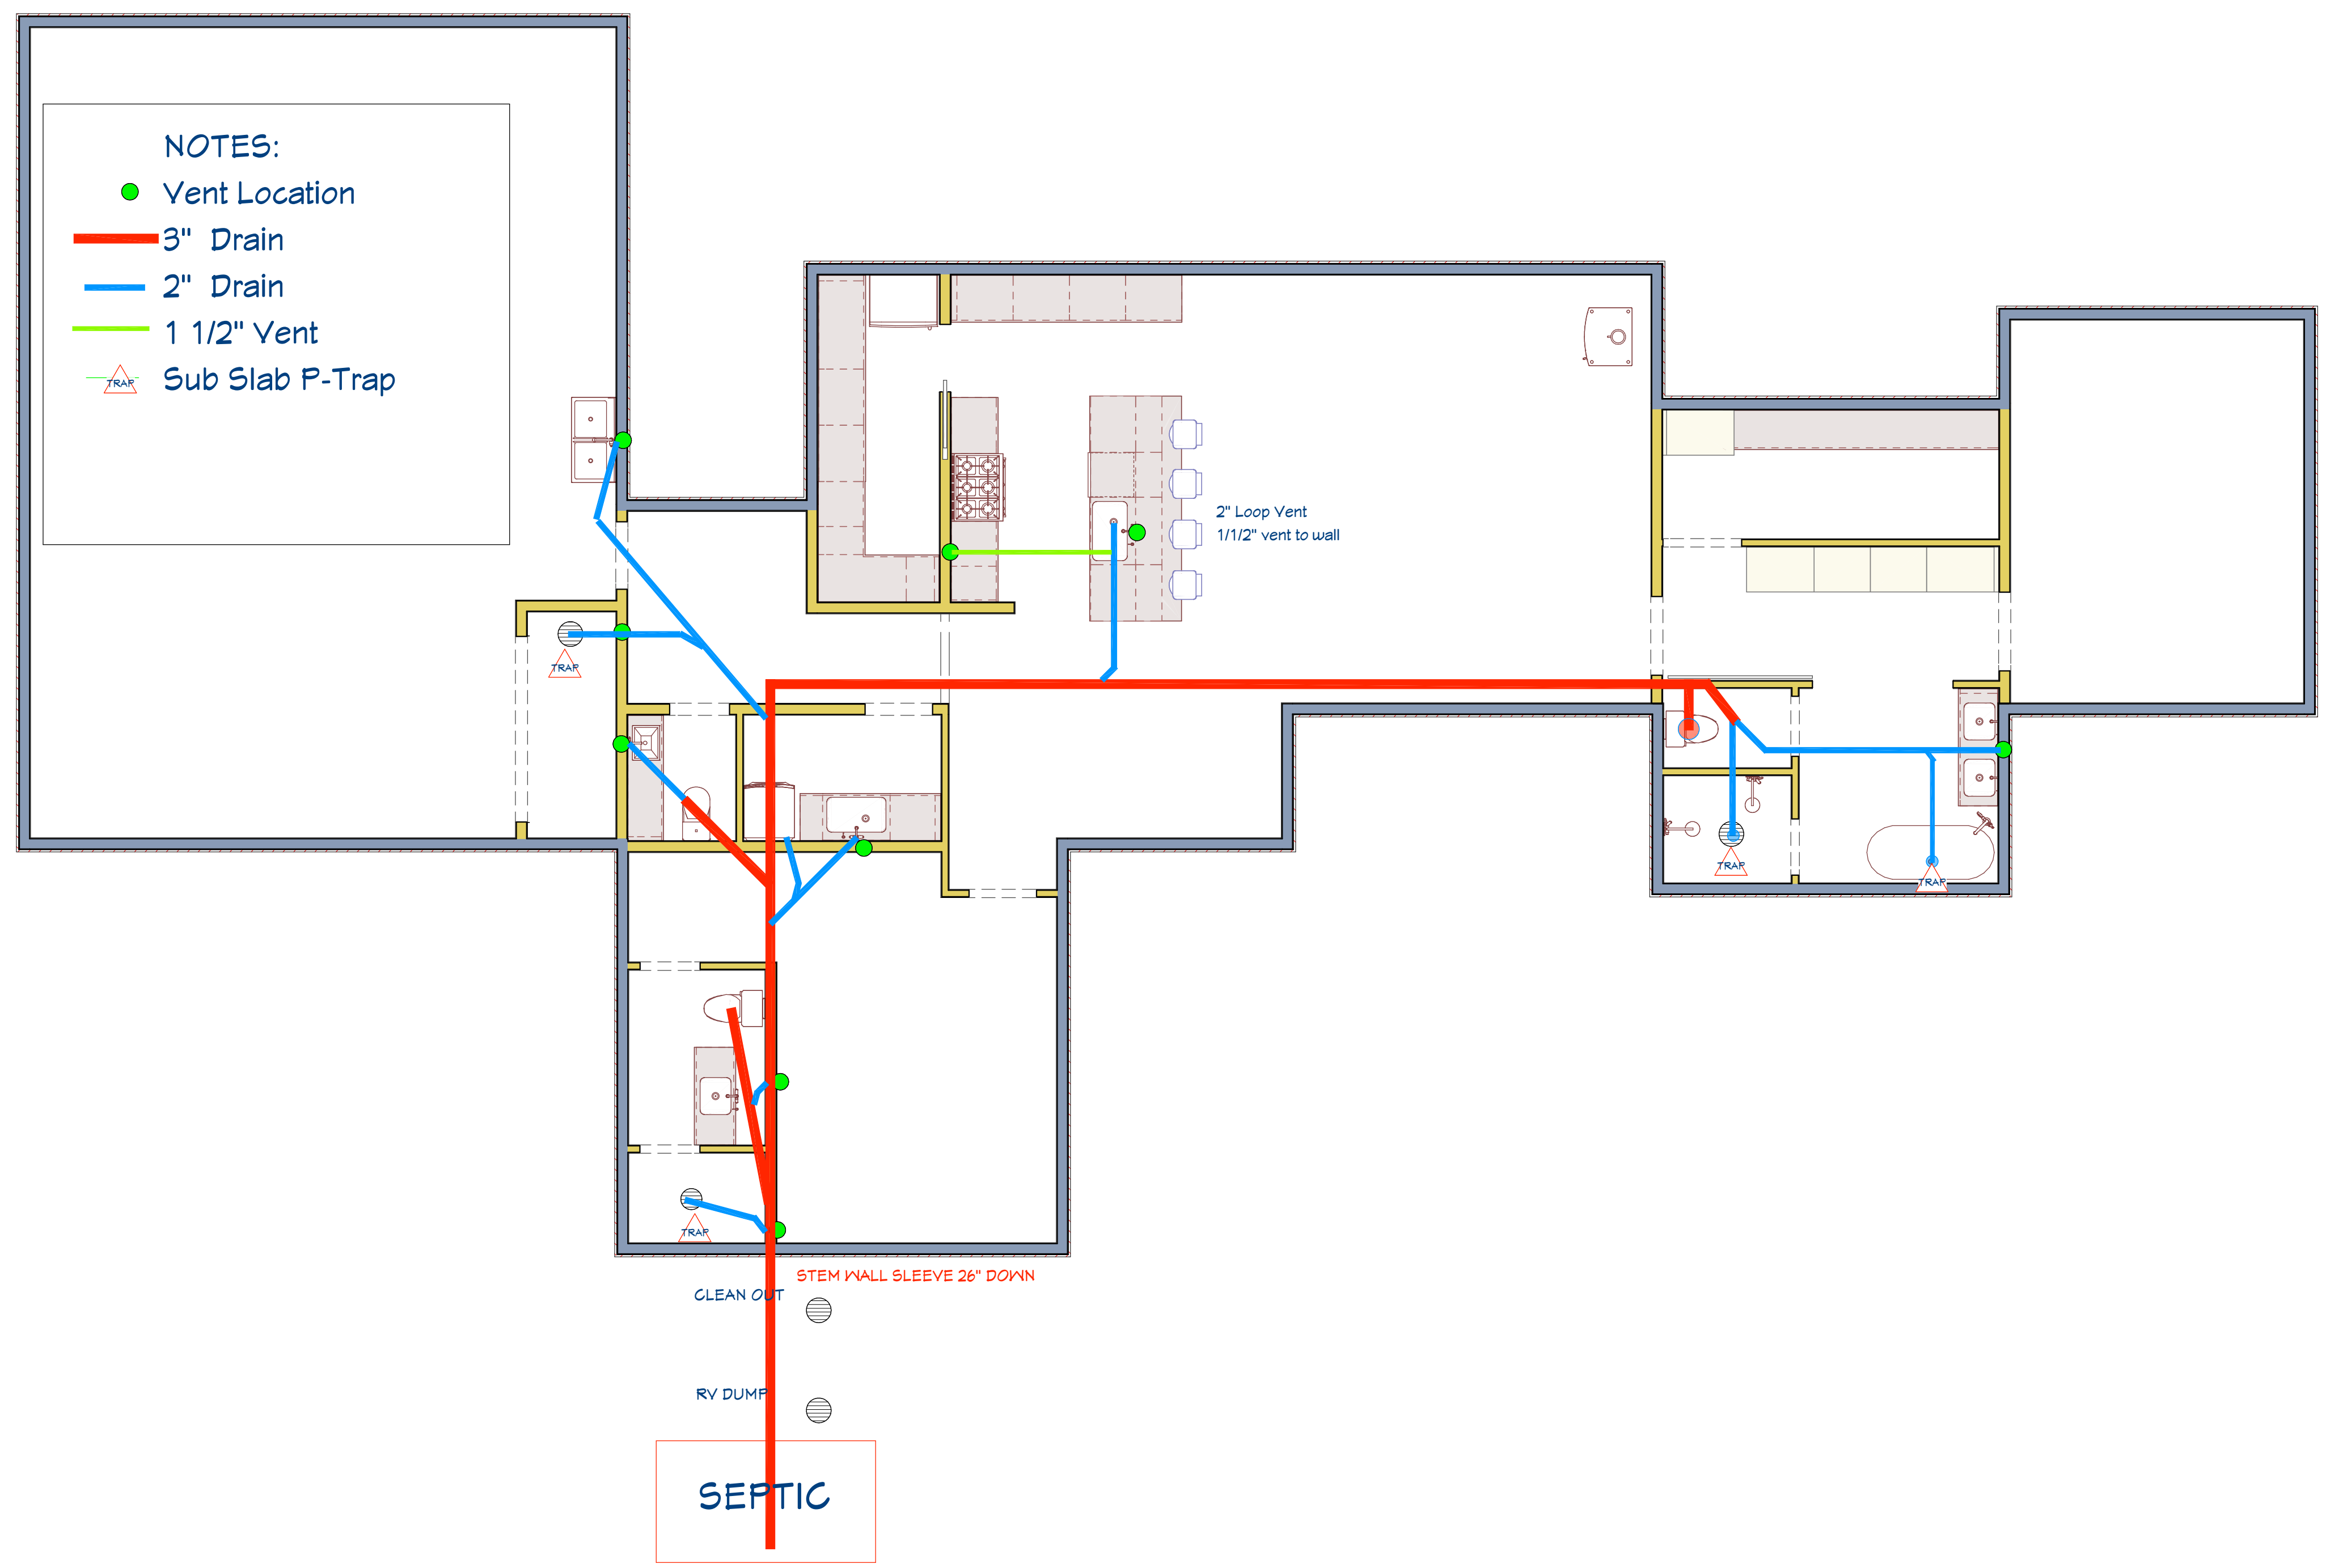 NOTES:
Vent Location
3" Drain
2" Drain
1 1/2" Vent
TRAP Sub Slab P-Trap
2" Loop Vent
1/1/2" vent to wall
TRAP
TRAP
TRAP
TRAP
STEM WALL SLEEVE 26" DOWN
CLEAN OUT
RV DUMP
SEPTIC